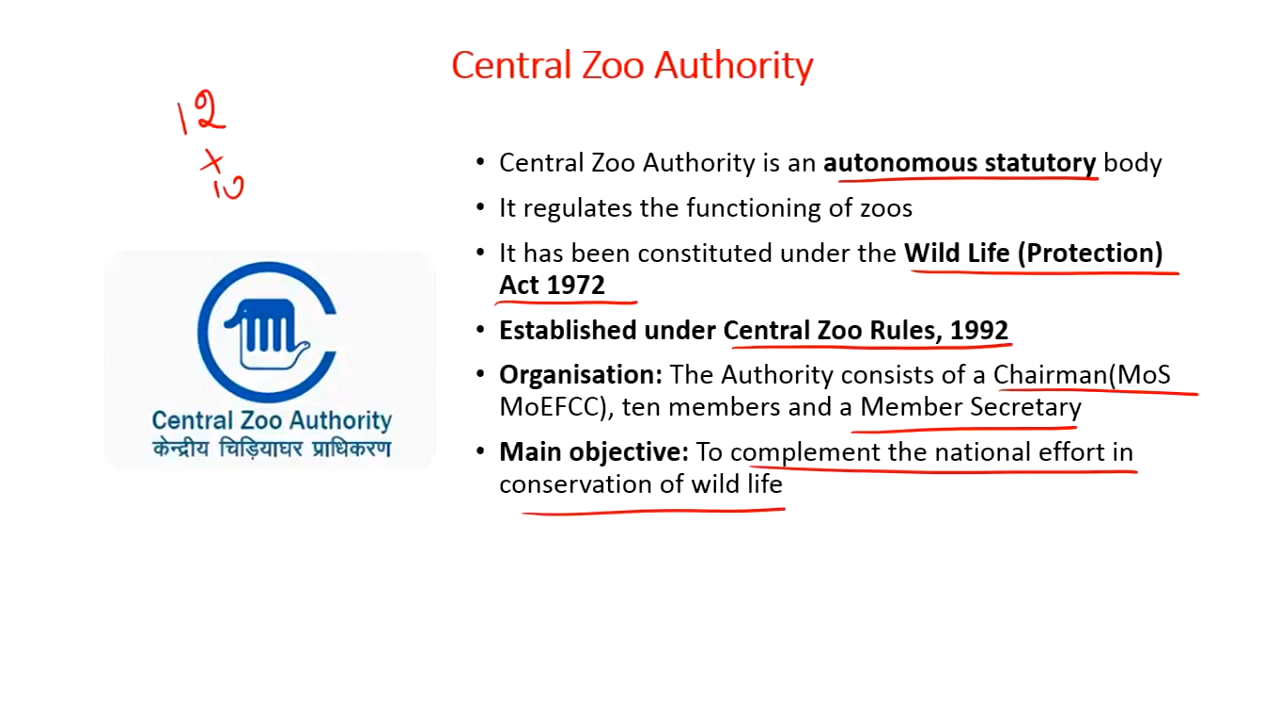 Central Zoo Authority
12
+
10
• Central Zoo Authority is an autonomous statutory body
• It regulates the functioning of zoos
• It has been constituted under the Wild Life (Protection)
Act 1972
• Established under Central Zoo Rules, 1992
• Organisation: The Authority consists of a Chairman(MoS
MoEFCC), ten members and a Member Secretary
• Main objective: To complement the national effort in
conservation of wild life
Central Zoo Authority
केन्द्रीय चिड़ियाघर प्राधिकरण